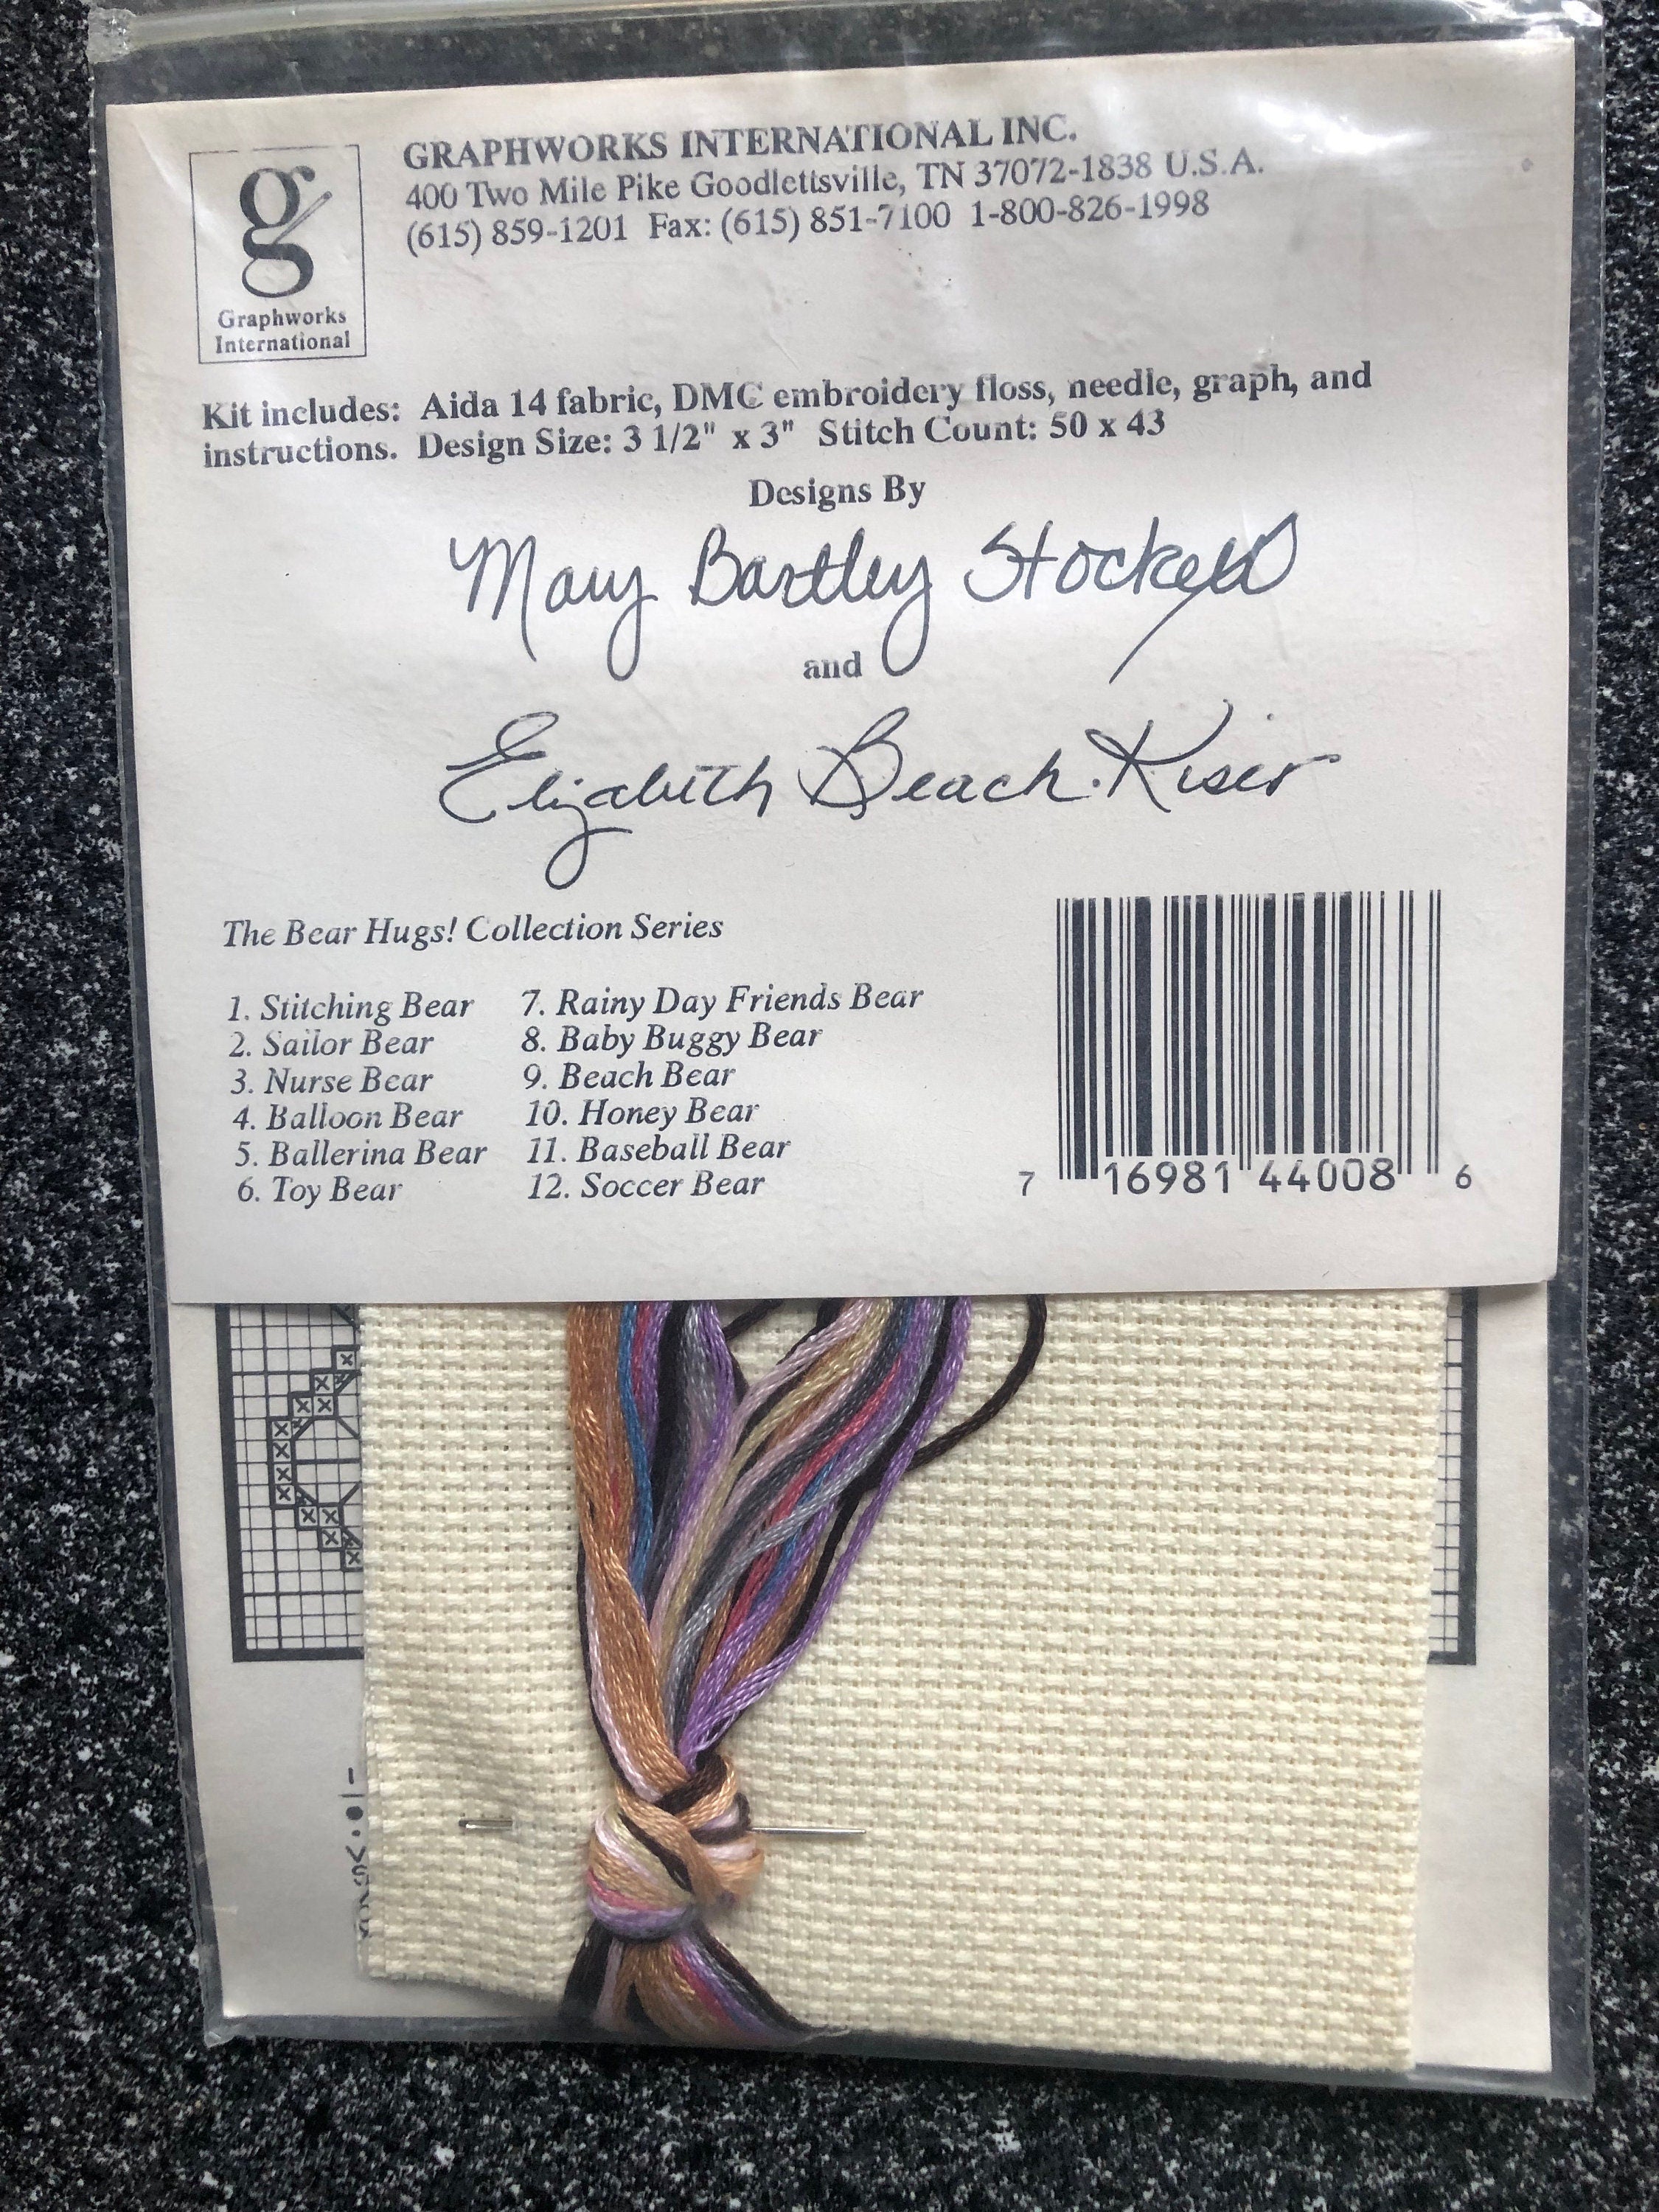 GRAPHWORKS INTERNATIONAL INC.
400 Two Mile Pike Goodlettsville, TN 37072-1838 U.S.A.
(615) 859-1201 Fax: (615) 851-7100 1-800-826-1998
g
Graphworks
International
Kit includes: Aida 14 fabric, DMC embroidery floss, needle, graph, and
instructions. Design Size: 3 1/2" x 3" Stitch Count: 50 x 43
Designs By
Mary Bartley Stockett
and
Elizabeth Beach-Kiser
The Bear Hugs! Collection Series
1. Stitching Bear
2. Sailor Bear
3. Nurse Bear
4. Balloon Bear
5. Ballerina Bear
6. Toy Bear
7. Rainy Day Friends Bear
8. Baby Buggy Bear
9. Beach Bear
10. Honey Bear
11. Baseball Bear
12. Soccer Bear
7 16981 44008 6